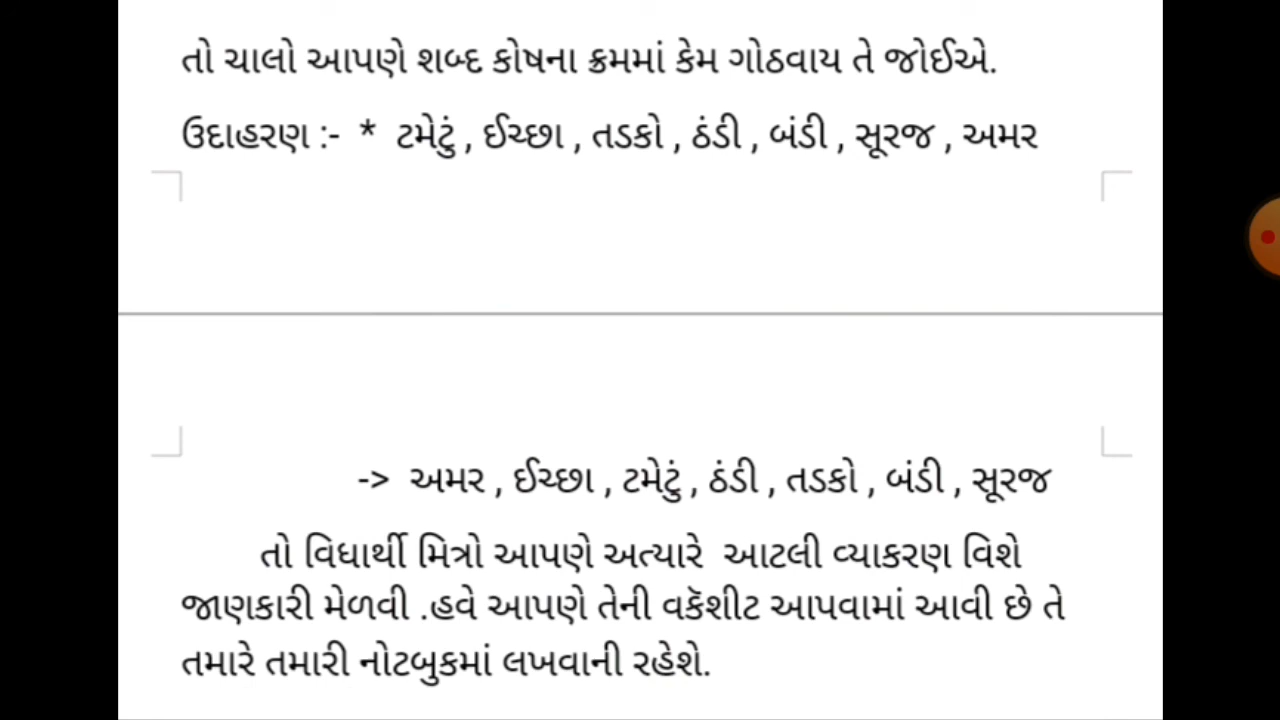 તો ચાલો આપણે શબ્દ કોષના ક્રમમાં કેમ ગોઠવાય તે જોઈએ.
ઉદાહરણ :- * ટમેટું , ઈચ્છા , તડકો , ઠંડી , બંડી , સૂરજ , અમર
-> અમર , ઈચ્છા , ટમેટું , ઠંડી , તડકો , બંડી , સૂરજ
તો વિધાર્થી મિત્રો આપણે અત્યારે આટલી વ્યાકરણ વિશે
જાણકારી મેળવી .હવે આપણે તેની વર્કશીટ આપવામાં આવી છે તે
તમારે તમારી નોટબુકમાં લખવાની રહેશે.